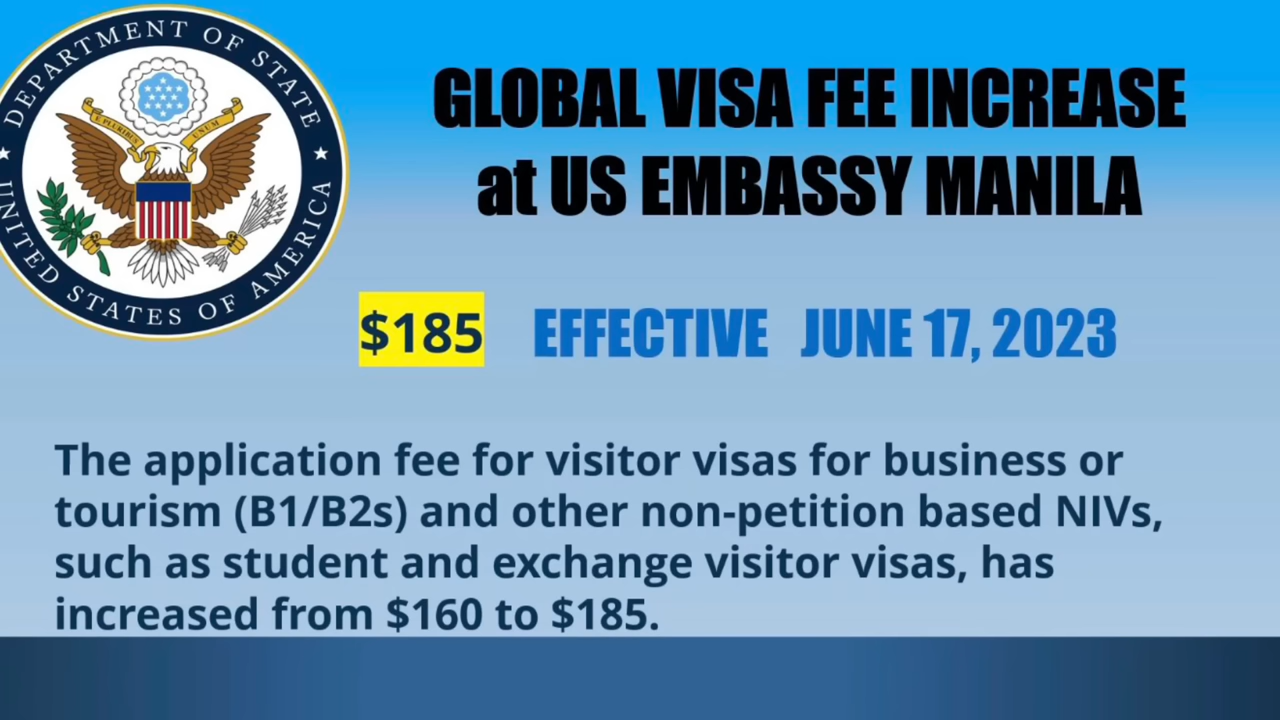 DEPARTMENT OF STATE
UNITED STATES OF AMERICA
E PLURIBUS UNUM
GLOBAL VISA FEE INCREASE
at US EMBASSY MANILA
$185 EFFECTIVE JUNE 17, 2023
The application fee for visitor visas for business or
tourism (B1/B2s) and other non-petition based NIVs,
such as student and exchange visitor visas, has
increased from $160 to $185.